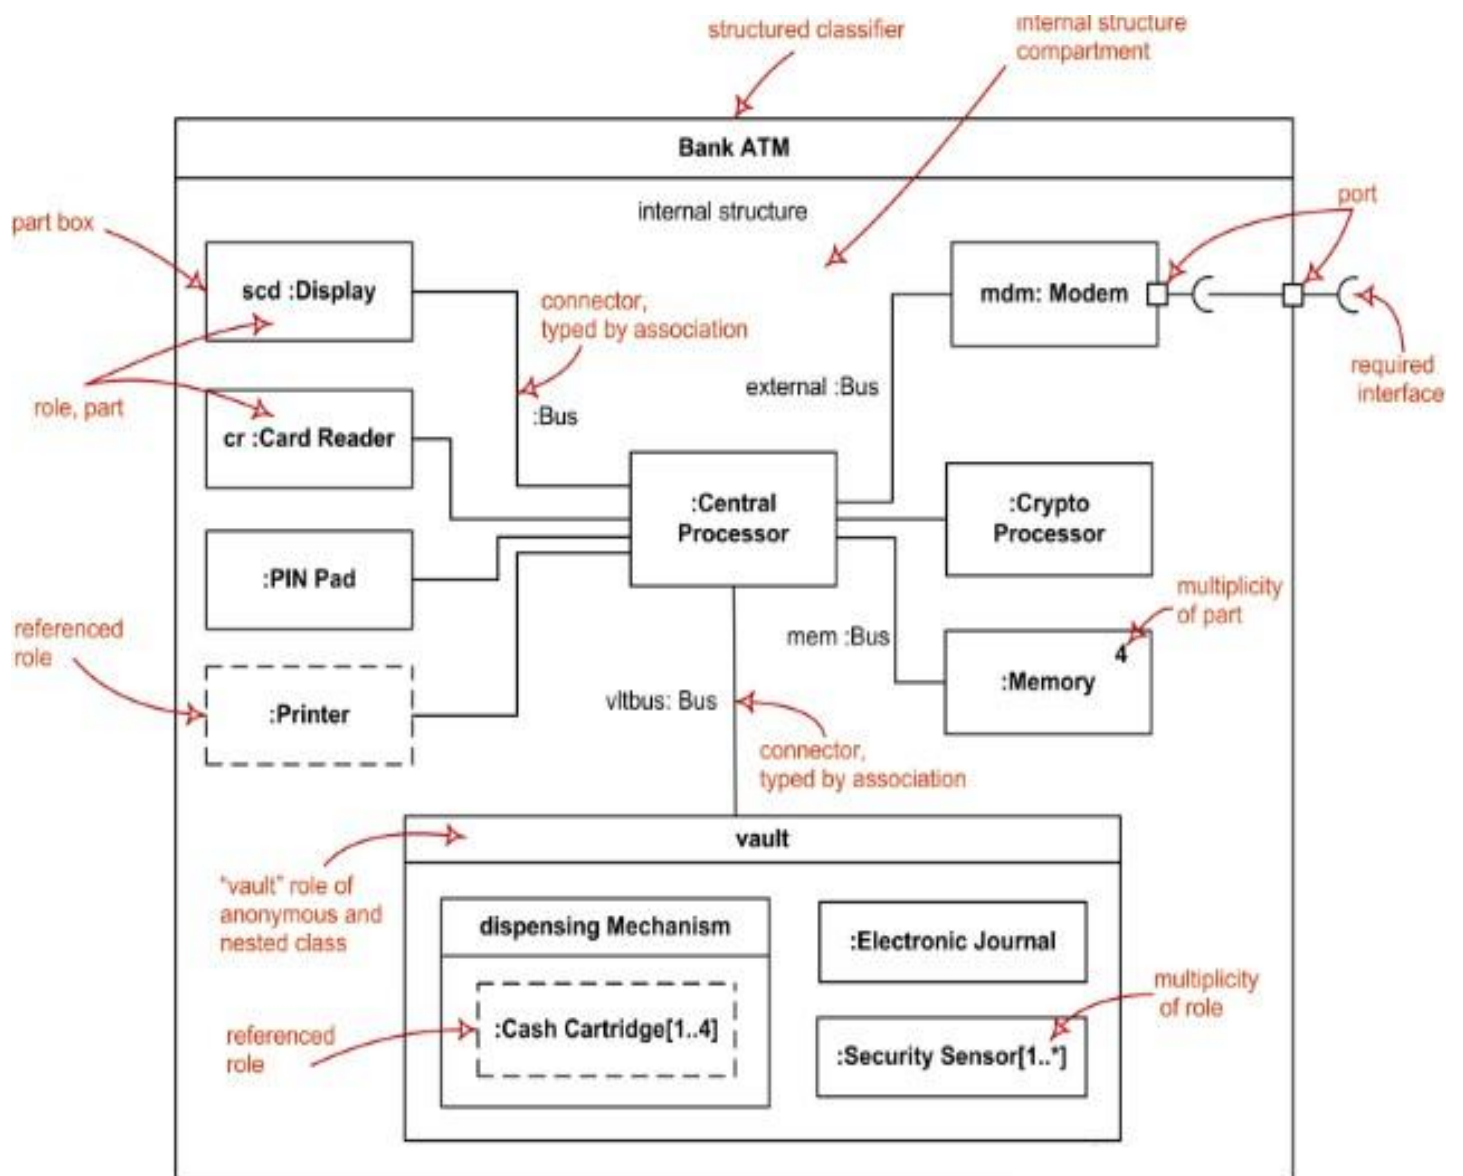 structured classifier
internal structure
compartment
Bank ATM
internal structure
port
part box
scd :Display
connector,
typed by association
mdm: Modem
required
interface
external :Bus
role, part
:Bus
cr :Card Reader
:Central
Processor
:Crypto
Processor
:PIN Pad
multiplicity
of part
referenced
role
mem :Bus
4
:Memory
:Printer
vltbus: Bus
connector,
typed by association
vault
"vault" role of
anonymous and
nested class
dispensing Mechanism
:Electronic Journal
multiplicity
of role
referenced
role
:Cash Cartridge[1..4]
:Security Sensor[1..*]